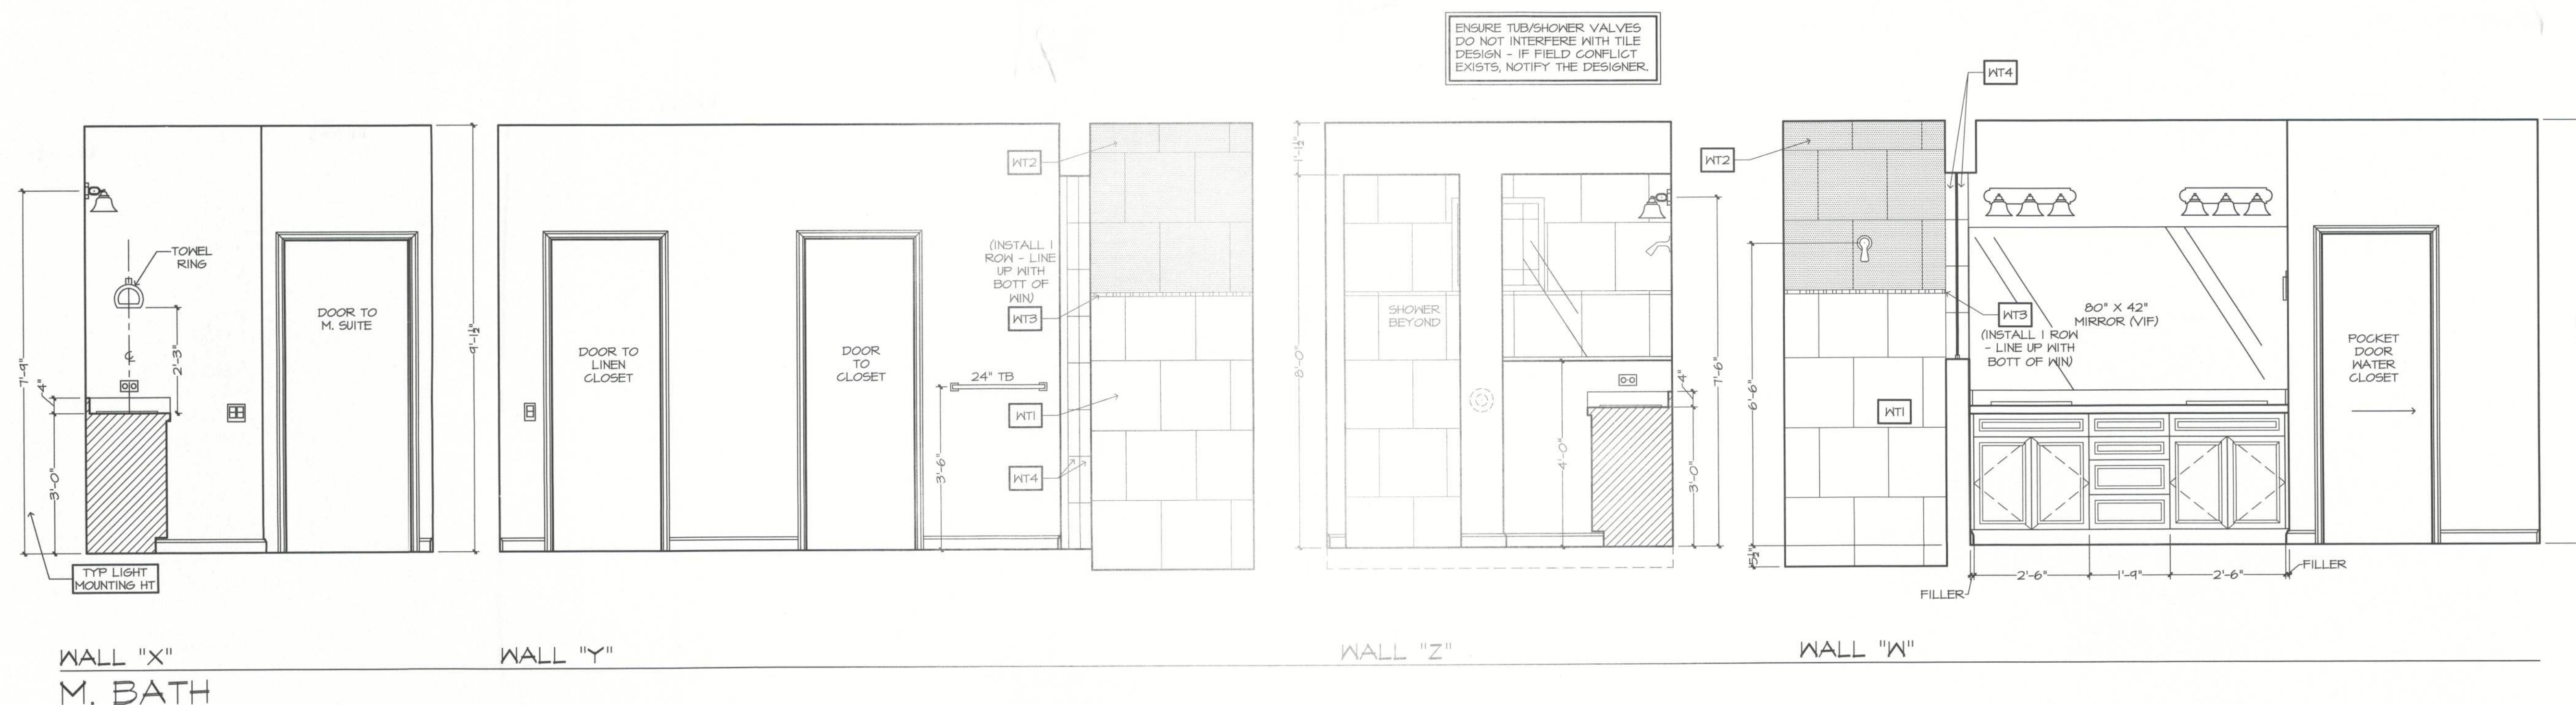 ENSURE TUB/SHOWER VALVES
DO NOT INTERFERE WITH TILE
DESIGN - IF FIELD CONFLICT
EXISTS, NOTIFY THE DESIGNER.
7'-9"
4"
3'-0"
TOWEL
RING
℄
2'-3"
DOOR TO
M. SUITE
9'-1½"
TYP LIGHT
MOUNTING HT
DOOR TO
LINEN
CLOSET
DOOR
TO
CLOSET
WT2
(INSTALL 1
ROW - LINE
UP WITH
BOTT OF
WIN)
WT3
24" TB
3'-6"
WT1
WT4
1'-1½"
8'-0"
SHOWER
BEYOND
4'-0"
4"
3'-0"
7'-6"
WT2
WT4
6'-6"
5½"
WT3
(INSTALL 1 ROW
- LINE UP WITH
BOTT OF WIN)
WT1
80" X 42"
MIRROR (VIF)
POCKET
DOOR
WATER
CLOSET
2'-6"
1'-9"
2'-6"
FILLER
FILLER
WALL "X"
WALL "Y"
WALL "Z"
WALL "W"
M. BATH